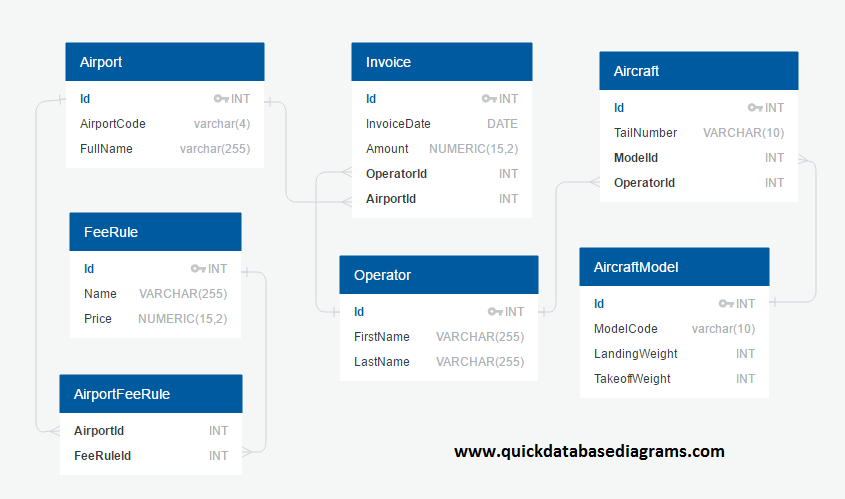 Airport
Id INT
AirportCode varchar(4)
FullName varchar(255)
Invoice
Id INT
InvoiceDate DATE
Amount NUMERIC(15,2)
OperatorId INT
AirportId INT
Aircraft
Id INT
TailNumber VARCHAR(10)
ModelId INT
OperatorId INT
FeeRule
Id INT
Name VARCHAR(255)
Price NUMERIC(15,2)
Operator
Id INT
FirstName VARCHAR(255)
LastName VARCHAR(255)
AircraftModel
Id INT
ModelCode varchar(10)
LandingWeight INT
TakeoffWeight INT
AirportFeeRule
AirportId INT
FeeRuleId INT
www.quickdatabasediagrams.com